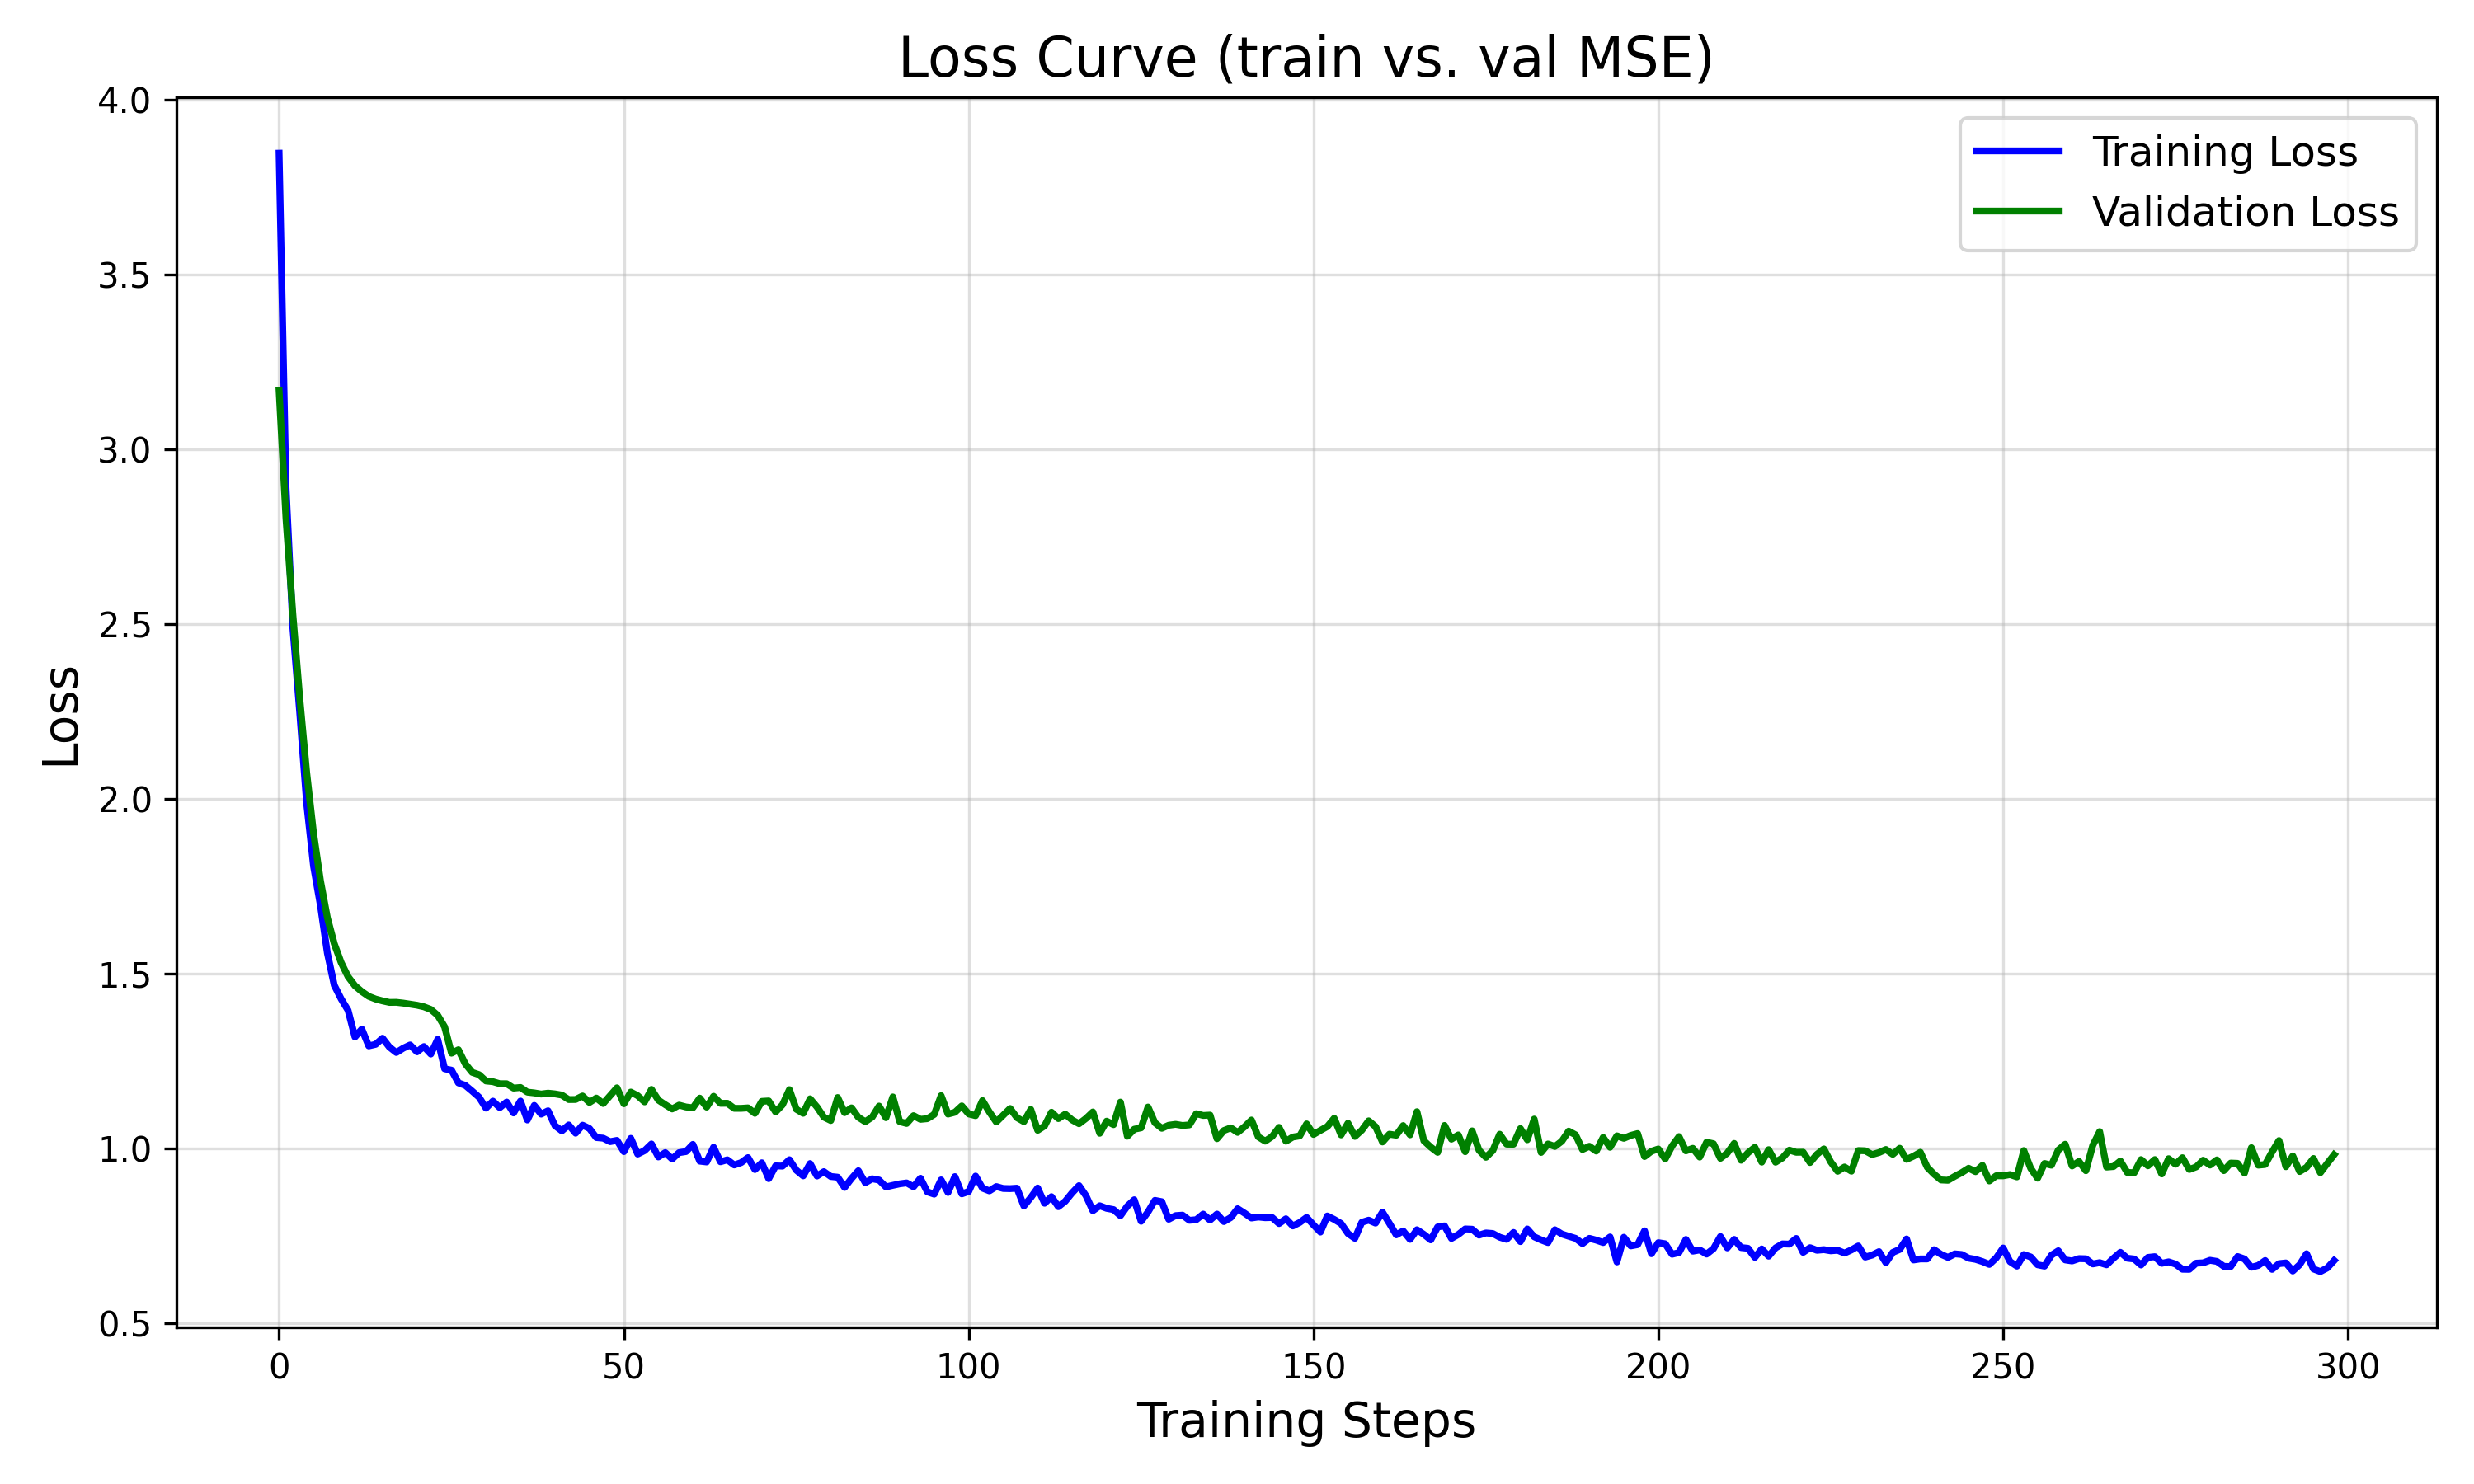 Loss Curve (train vs. val MSE)
Training Loss
Validation Loss
4.0
3.5
3.0
2.5
2.0
1.5
1.0
0.5
Loss
0 50 100 150 200 250 300
Training Steps